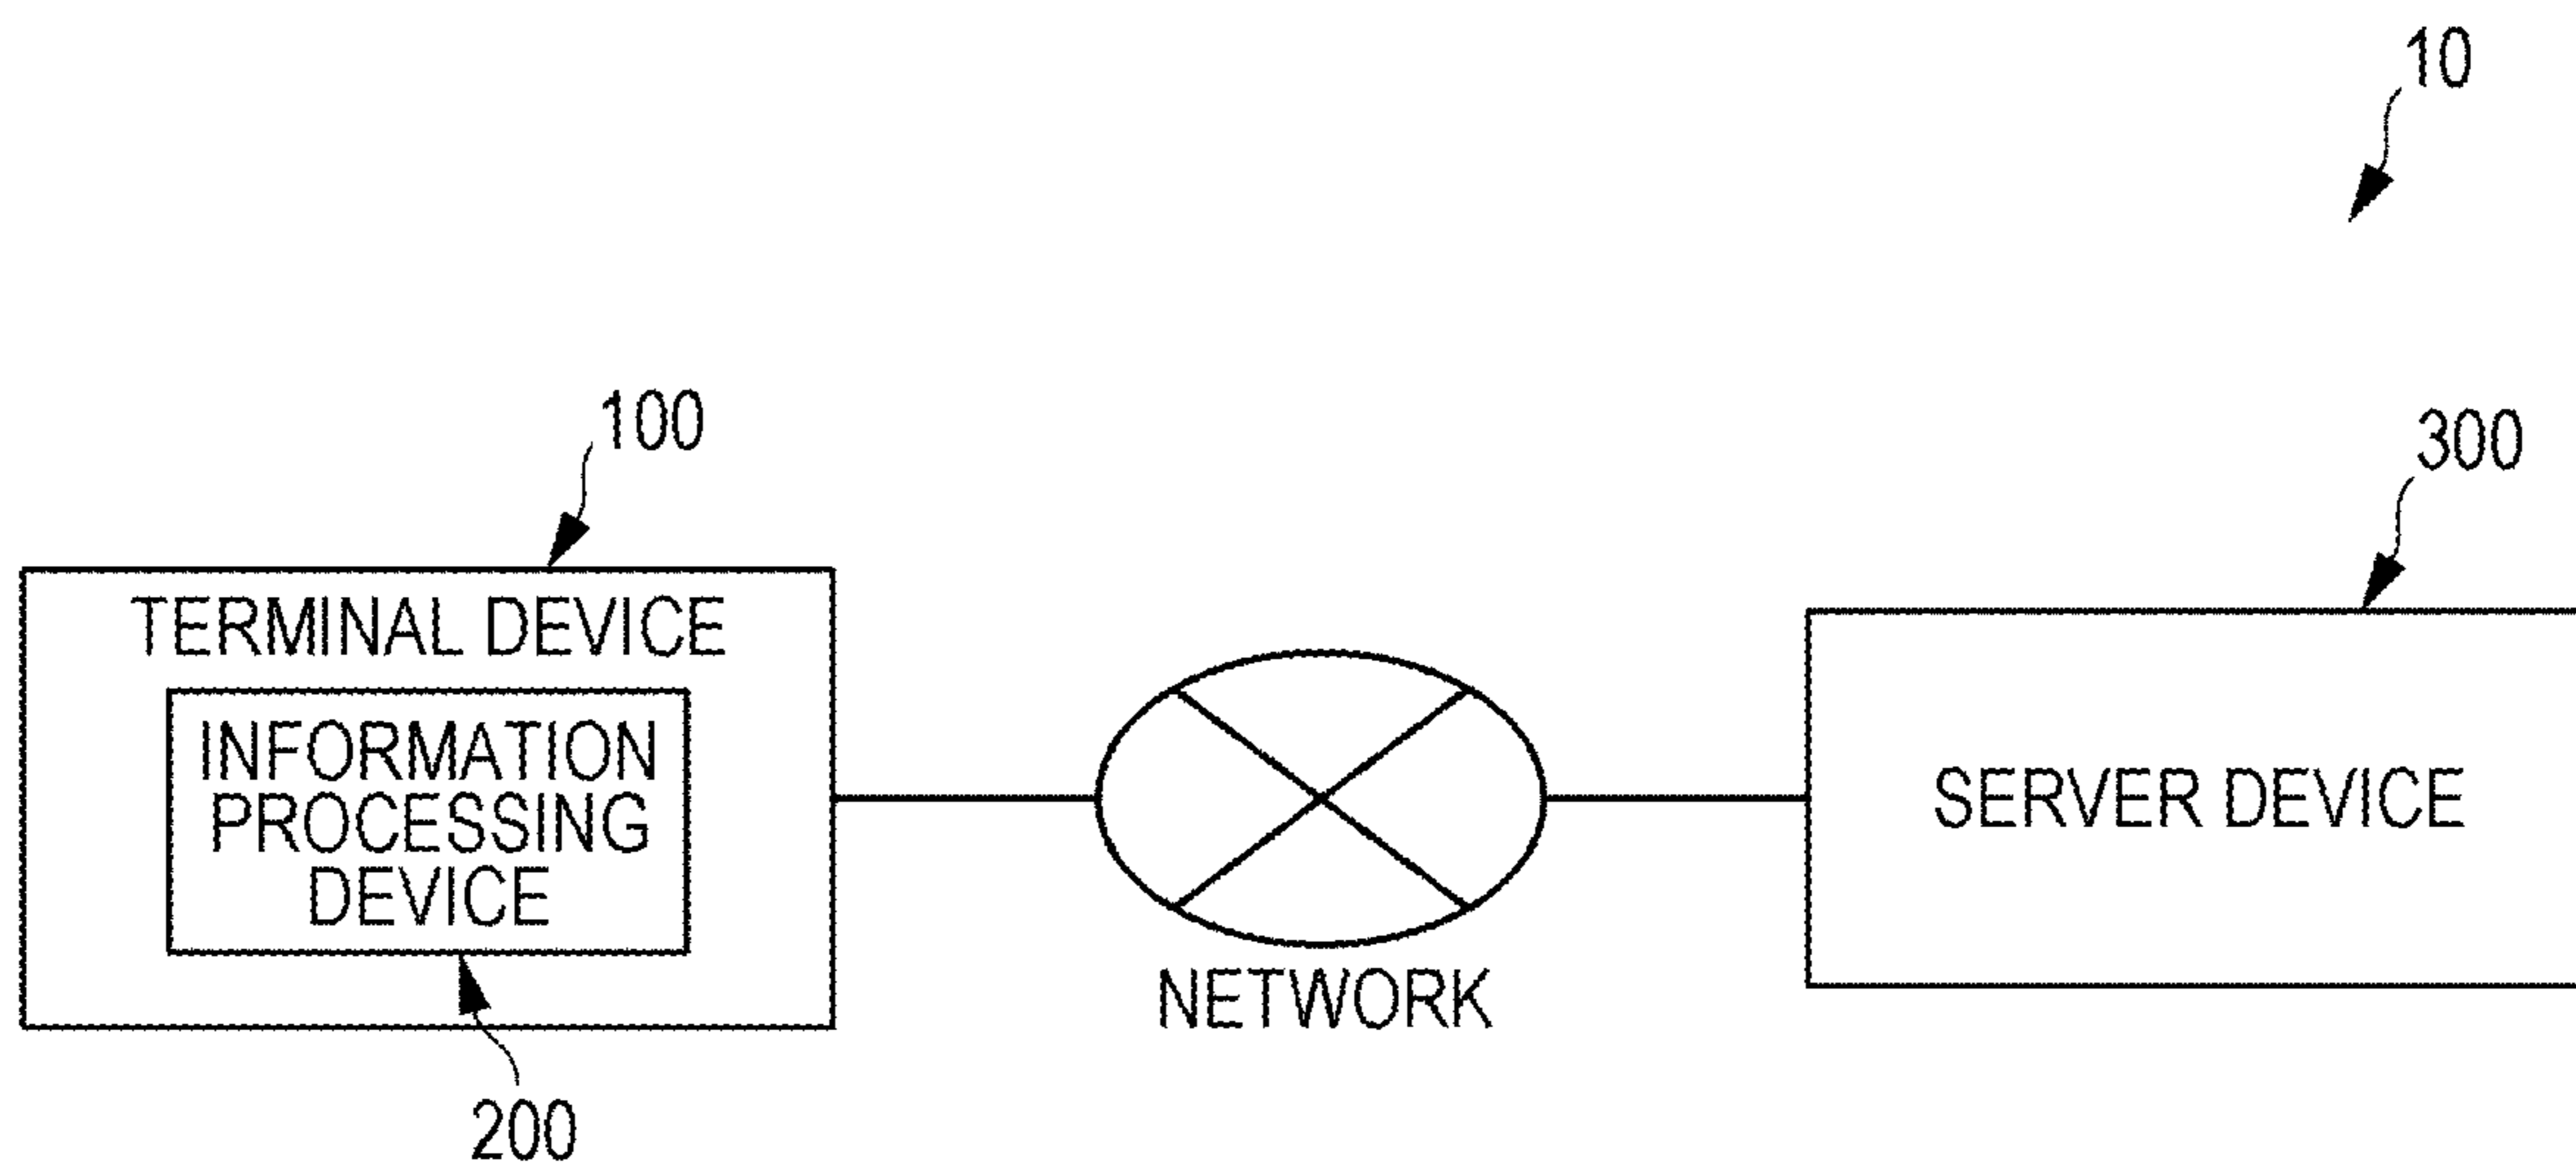 10
100
300
TERMINAL DEVICE
INFORMATION
PROCESSING
DEVICE
SERVER DEVICE
NETWORK
200